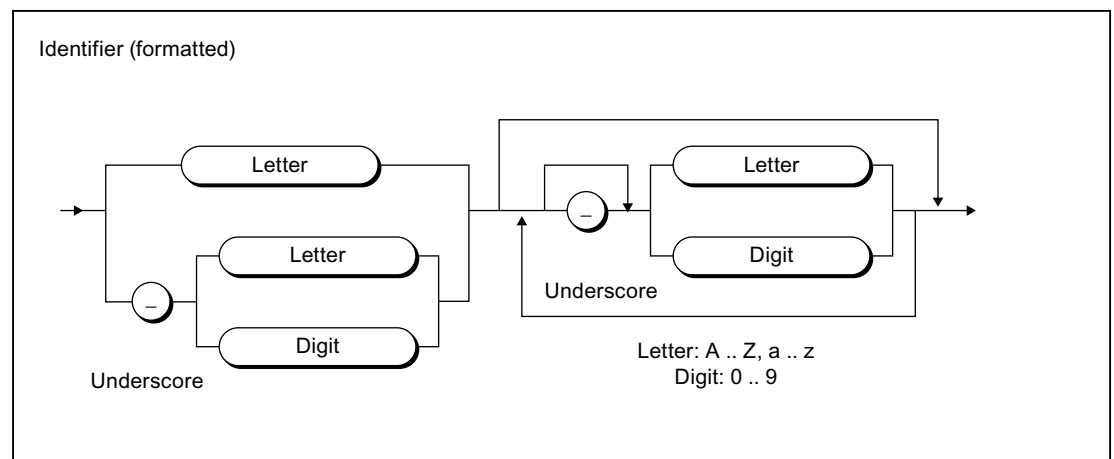 Identifier (formatted)
Letter
Letter
_
Letter
_
Digit
Underscore
Digit
Underscore
Letter: A .. Z, a .. z
Digit: 0 .. 9